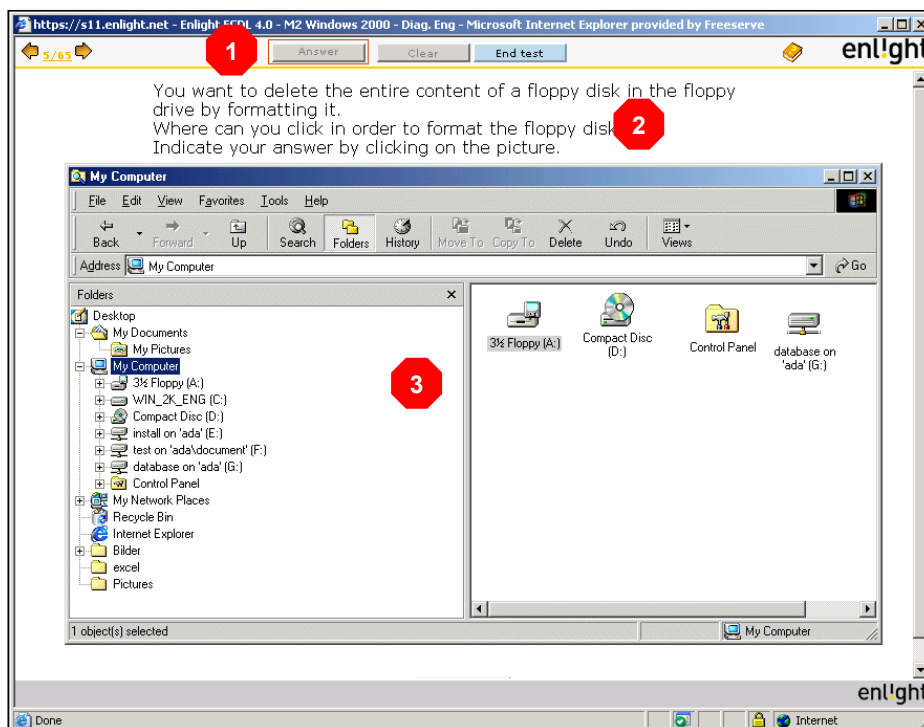 https://s11.enlight.net - Enlight ECDL 4.0 - M2 Windows 2000 - Diag. Eng - Microsoft Internet Explorer provided by Freeserve
5/65
1
Answer
Clear
End test
enl!ght
You want to delete the entire content of a floppy disk in the floppy
drive by formatting it.
Where can you click in order to format the floppy disk
2
Indicate your answer by clicking on the picture.
My Computer
File Edit View Favorites Tools Help
Back Forward Up Search Folders History Move To Copy To Delete Undo Views
Address My Computer Go
Folders
Desktop
My Documents
My Pictures
My Computer
3½ Floppy (A:)
WIN_2K_ENG (C:)
Compact Disc (D:)
install on 'ada' (E:)
test on 'ada\document' (F:)
database on 'ada' (G:)
Control Panel
My Network Places
Recycle Bin
Internet Explorer
Bilder
excel
Pictures
3
3½ Floppy (A:)
Compact Disc
(D:)
Control Panel
database on
'ada' (G:)
1 object(s) selected
My Computer
enl!ght
Done
Internet